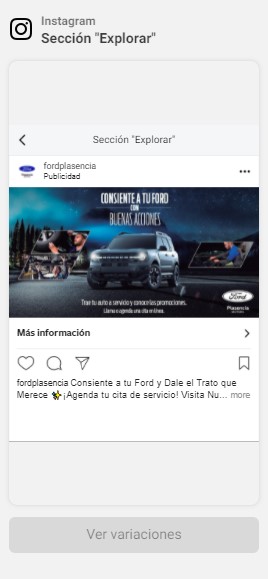 Instagram
Sección "Explorar"
Sección "Explorar"
fordplasencia
Publicidad
CONSIENTE A TU FORD
CON
BUENAS ACCIONES
Trae tu auto a servicio y conoce las promociones.
Llama o agenda una cita en línea.
Ford
Plasencia
Más información
fordplasencia Consiente a tu Ford y Dale el Trato que
Merece ✨¡Agenda tu cita de servicio! Visita Nu... more
Ver variaciones